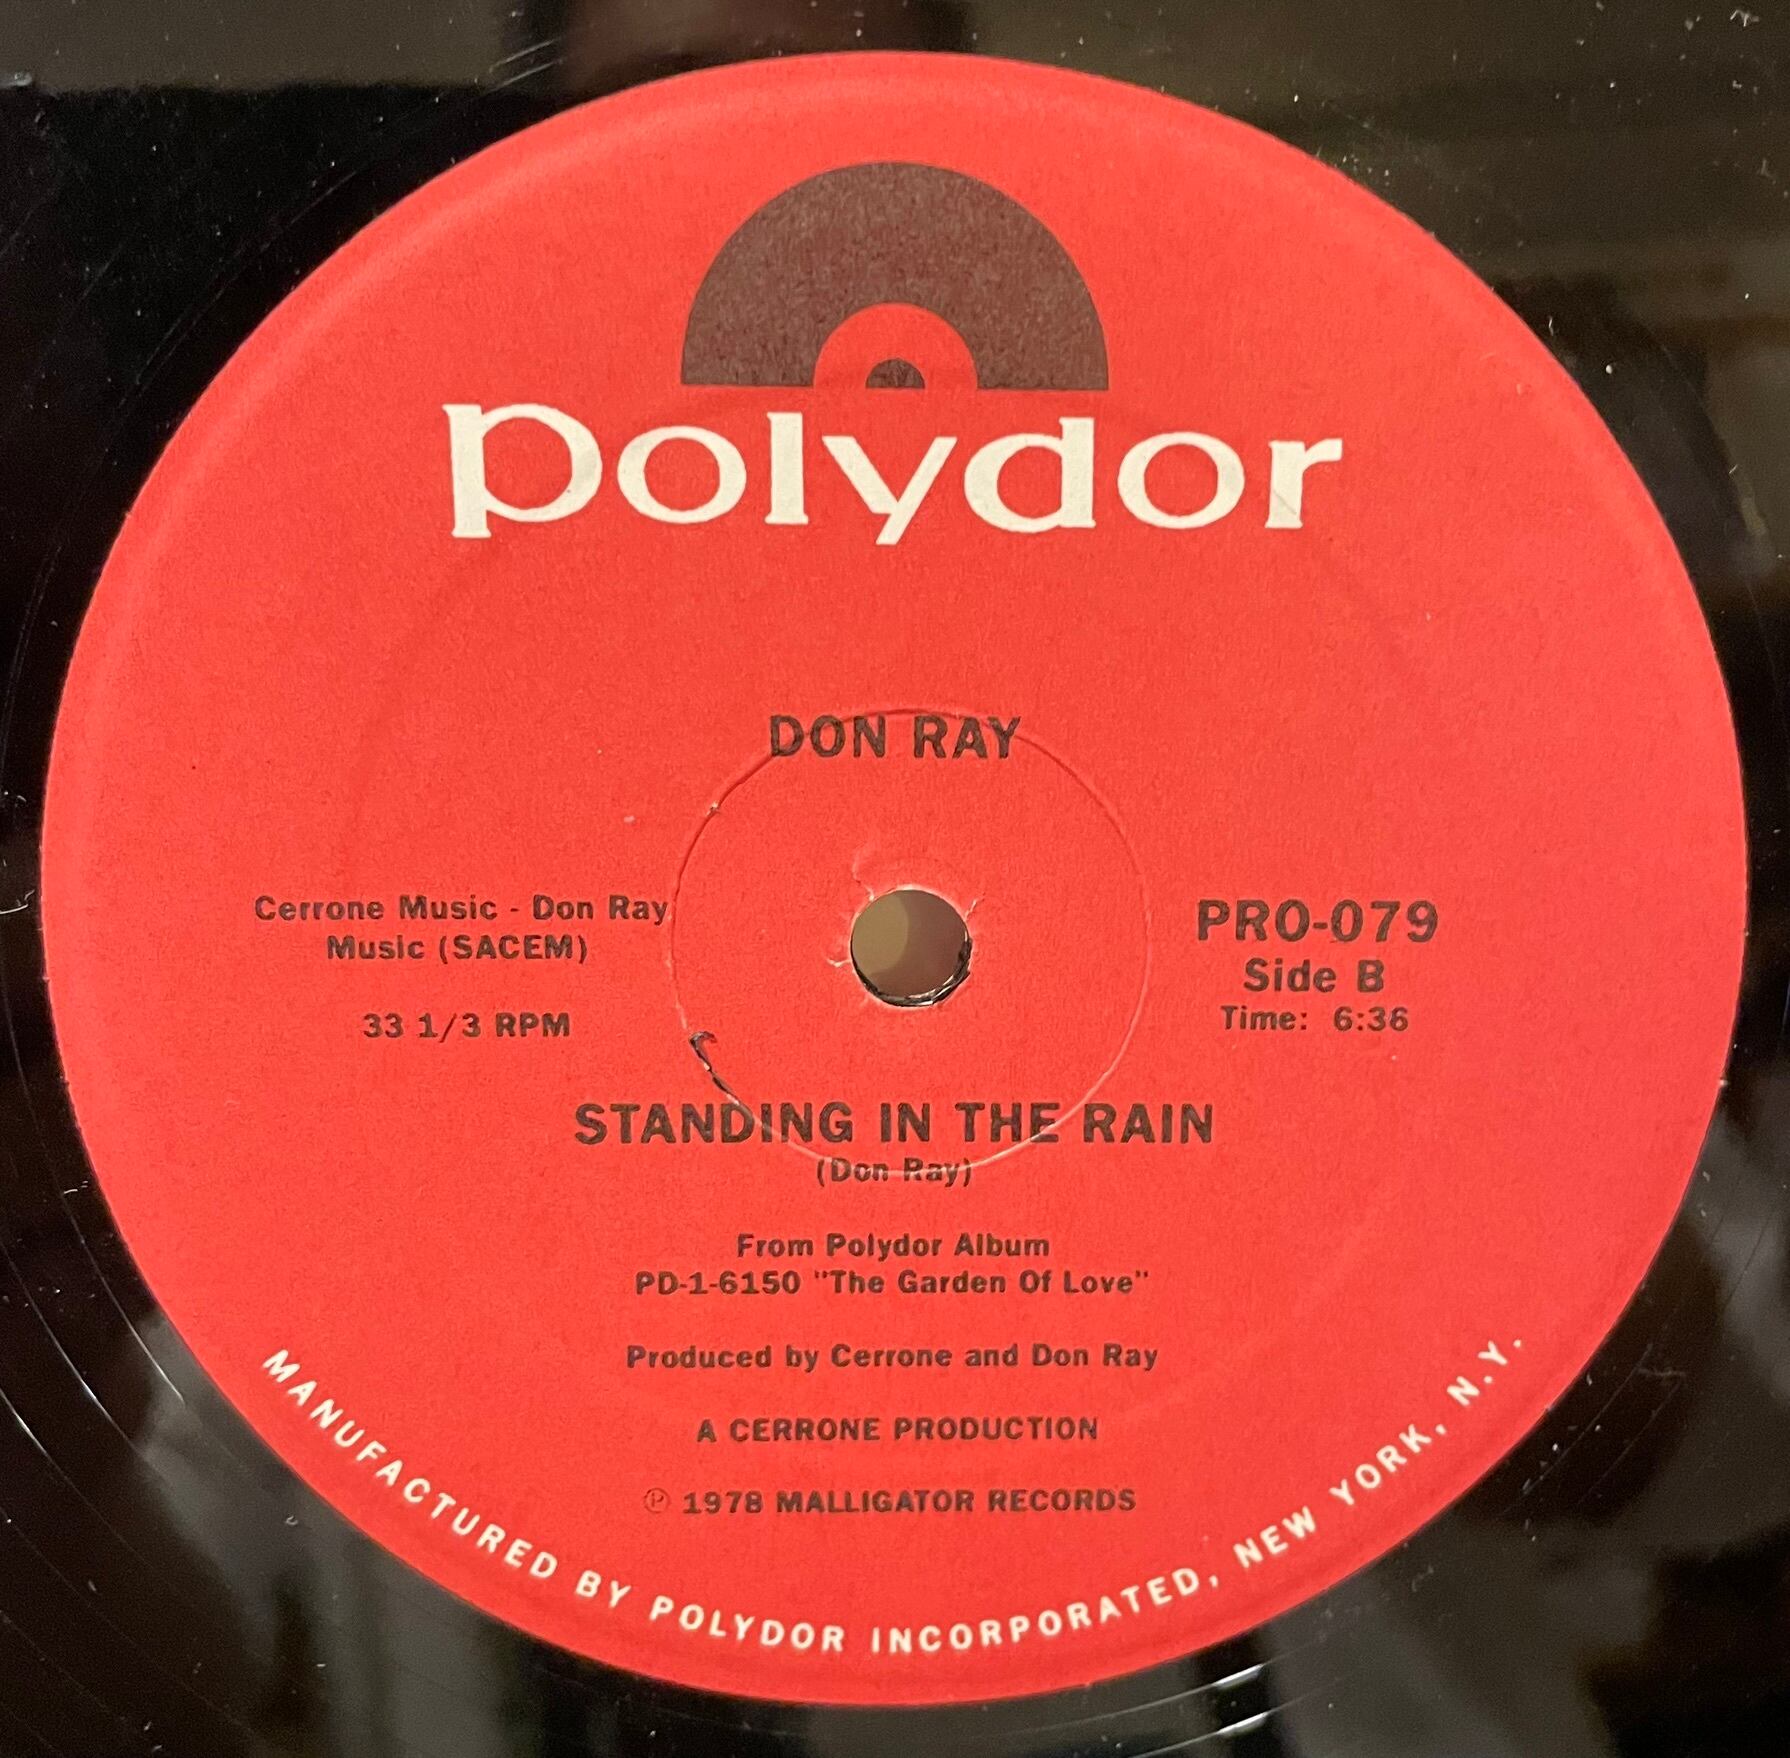 polydor
DON RAY
Cerrone Music - Don Ray
Music (SACEM)
33 1/3 RPM
PRO-079
Side B
Time: 6:36
STANDING IN THE RAIN
(Don Ray)
From Polydor Album
PD-1-6150 "The Garden Of Love"
Produced by Cerrone and Don Ray
A CERRONE PRODUCTION
℗ 1978 MALLIGATOR RECORDS
MANUFACTURED BY POLYDOR INCORPORATED, NEW YORK, N.Y.